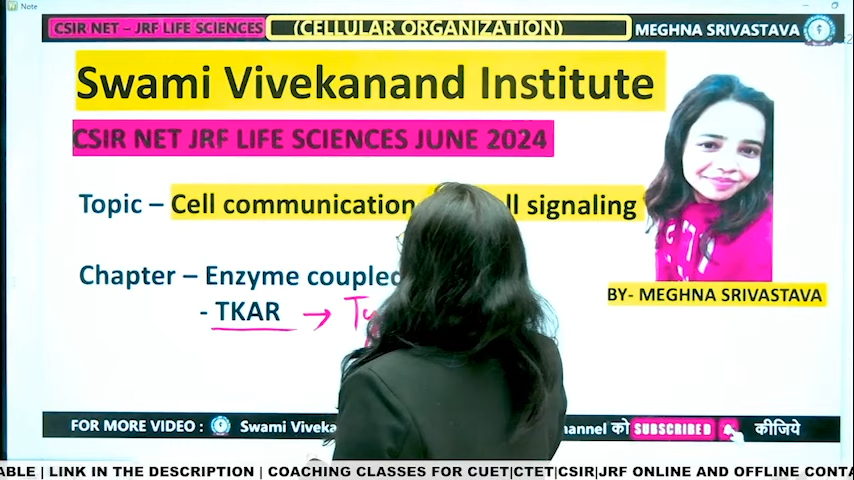 Note
CSIR NET – JRF LIFE SCIENCES (CELLULAR ORGANIZATION) MEGHNA SRIVASTAVA
Swami Vivekanand Institute
CSIR NET JRF LIFE SCIENCES JUNE 2024
Topic – Cell communication signaling
Chapter – Enzyme coupled
- TKAR → Ty
BY- MEGHNA SRIVASTAVA
FOR MORE VIDEO : Swami Viveka को SUBSCRIBED कीजिये
ABLE | LINK IN THE DESCRIPTION | COACHING CLASSES FOR CUET|CTET|CSIR|JRF ONLINE AND OFFLINE CONTA